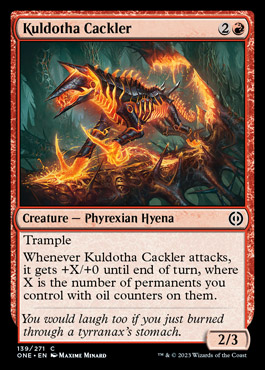 Kuldotha Cackler 2
Creature — Phyrexian Hyena
Trample
Whenever Kuldotha Cackler attacks,
it gets +X/+0 until end of turn, where
X is the number of permanents you
control with oil counters on them.
You would laugh too if you just burned
through a tyranax's stomach.
2/3
139/271 C
ONE • EN MAXIME MINARD
™ & © 2023 Wizards of the Coast